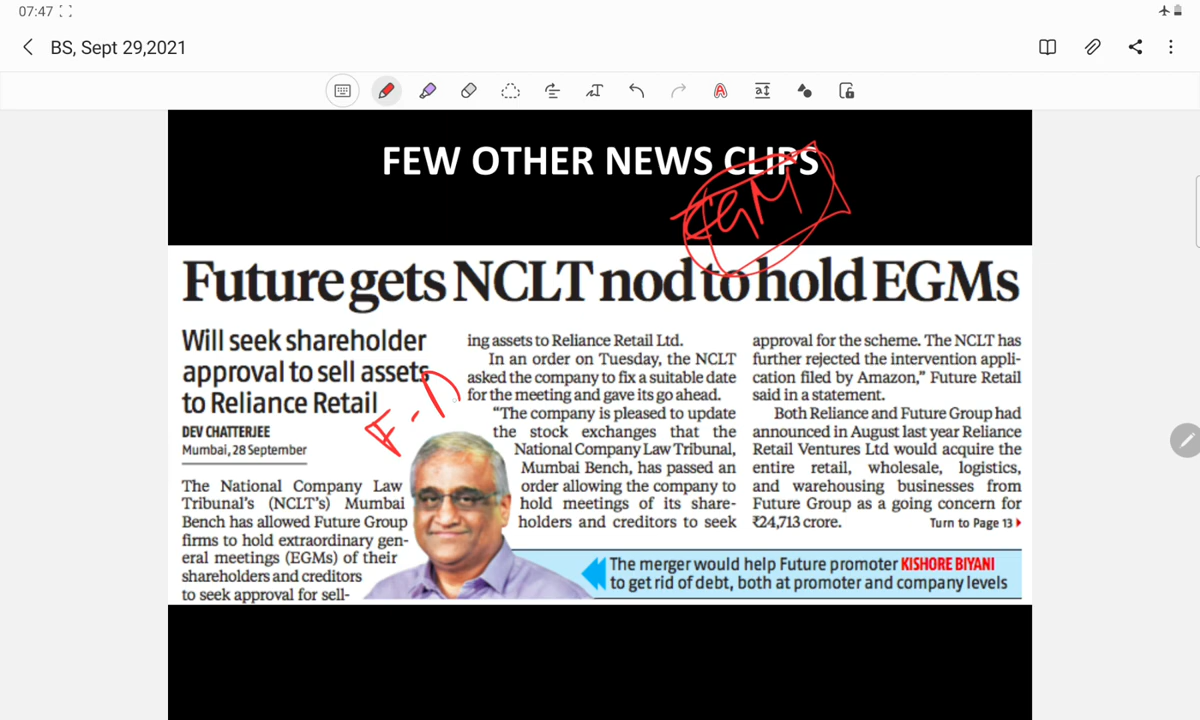 07:47
BS, Sept 29,2021
FEW OTHER NEWS CLIPS
EGM
Future gets NCLT nod to hold EGMs
Will seek shareholder
approval to sell assets
to Reliance Retail
F-D
DEV CHATTERJEE
Mumbai, 28 September
The National Company Law
Tribunal's (NCLT's) Mumbai
Bench has allowed Future Group
firms to hold extraordinary gen-
eral meetings (EGMs) of their
shareholders and creditors
to seek approval for sell-
ing assets to Reliance Retail Ltd.
In an order on Tuesday, the NCLT
asked the company to fix a suitable date
for the meeting and gave its go ahead.
"The company is pleased to update
the stock exchanges that the
National Company Law Tribunal,
Mumbai Bench, has passed an
order allowing the company to
hold meetings of its share-
holders and creditors to seek
approval for the scheme. The NCLT has
further rejected the intervention appli-
cation filed by Amazon," Future Retail
said in a statement.
Both Reliance and Future Group had
announced in August last year Reliance
Retail Ventures Ltd would acquire the
entire retail, wholesale, logistics,
and warehousing businesses from
Future Group as a going concern for
₹24,713 crore.
Turn to Page 13
The merger would help Future promoter KISHORE BIYANI
to get rid of debt, both at promoter and company levels